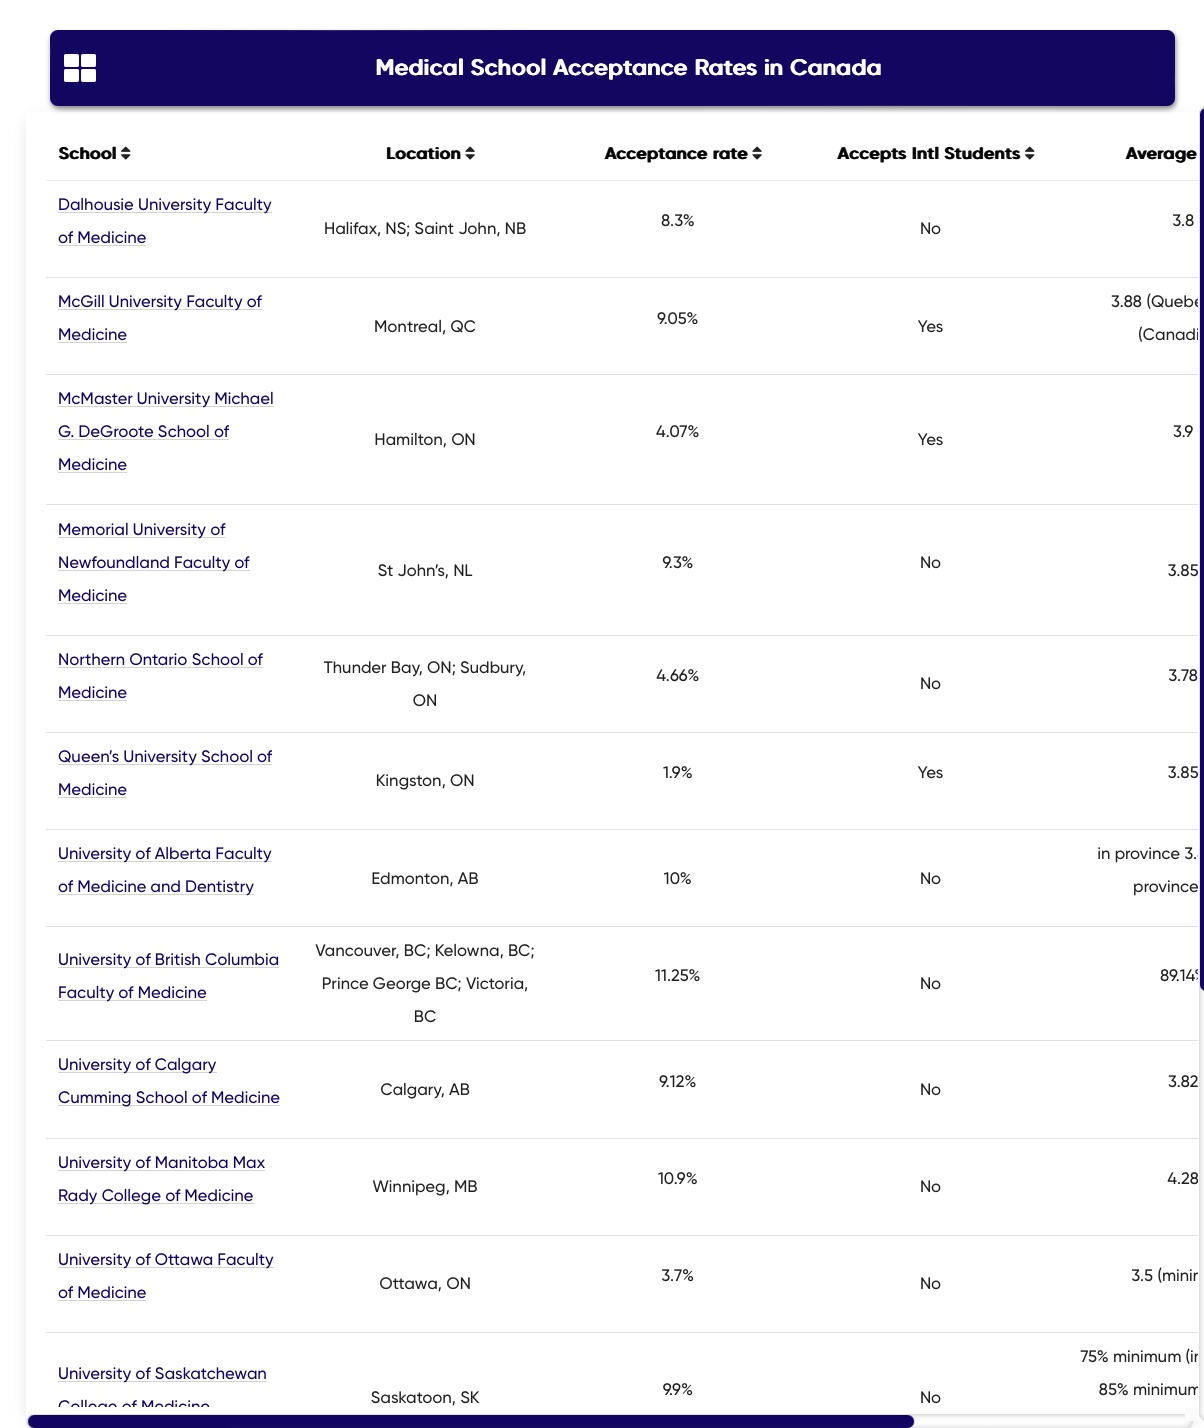 Medical School Acceptance Rates in Canada
School Location Acceptance rate Accepts Intl Students Average
Dalhousie University Faculty
of Medicine
Halifax, NS; Saint John, NB
8.3%
No
3.8
McGill University Faculty of
Medicine
Montreal, QC
9.05%
Yes
3.88 (Quebe
(Canadi
McMaster University Michael
G. DeGroote School of
Medicine
Hamilton, ON
4.07%
Yes
3.9
Memorial University of
Newfoundland Faculty of
Medicine
St John’s, NL
9.3%
No
3.85
Northern Ontario School of
Medicine
Thunder Bay, ON; Sudbury,
ON
4.66%
No
3.78
Queen’s University School of
Medicine
Kingston, ON
1.9%
Yes
3.85
University of Alberta Faculty
of Medicine and Dentistry
Edmonton, AB
10%
No
in province 3.
province
University of British Columbia
Faculty of Medicine
Vancouver, BC; Kelowna, BC;
Prince George BC; Victoria,
BC
11.25%
No
89.14
University of Calgary
Cumming School of Medicine
Calgary, AB
9.12%
No
3.82
University of Manitoba Max
Rady College of Medicine
Winnipeg, MB
10.9%
No
4.28
University of Ottawa Faculty
of Medicine
Ottawa, ON
3.7%
No
3.5 (minir
University of Saskatchewan
College of Medicine
Saskatoon, SK
9.9%
No
75% minimum (ir
85% minimum